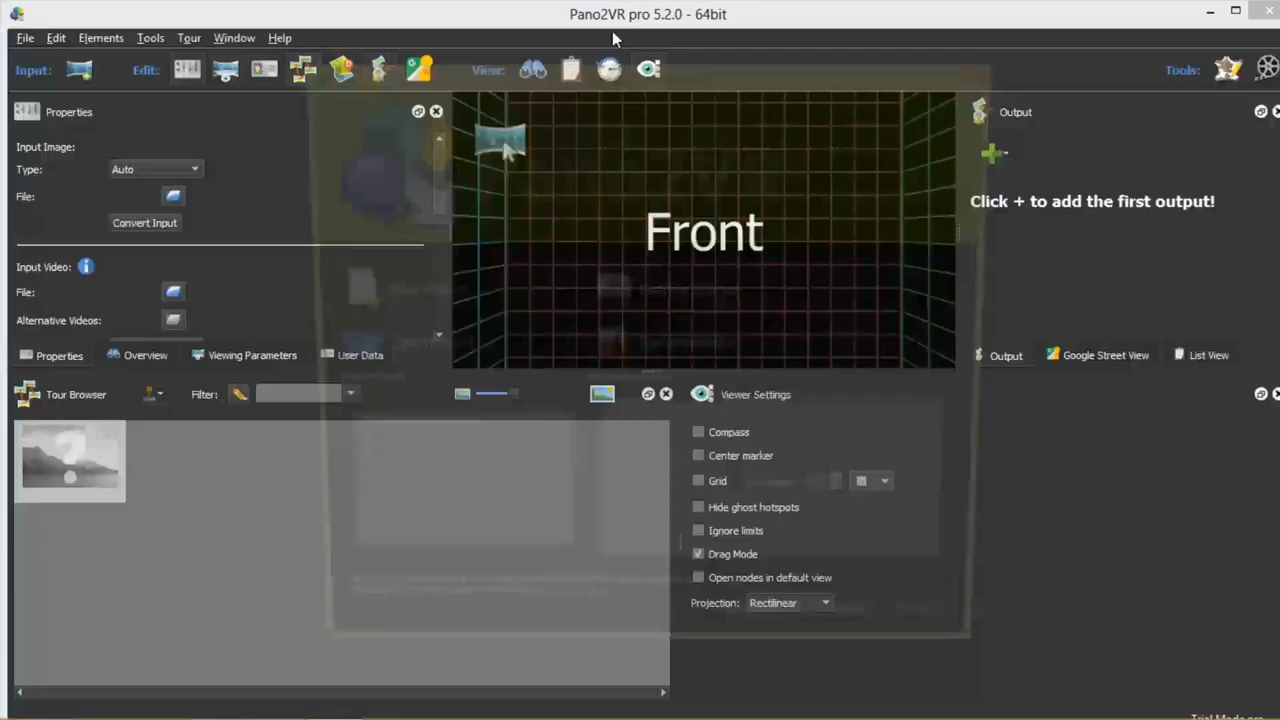 Pano2VR pro 5.2.0 - 64bit
File Edit Elements Tools Tour Window Help
Input: Edit: View: Tools:
Properties
Input Image:
Type: Auto
File:
Convert Input
Input Video:
File:
Alternative Videos:
Front
Output
Click + to add the first output!
Properties Overview Viewing Parameters User Data
Output Google Street View List View
Tour Browser Filter:
Viewer Settings
Compass
Center marker
Grid
Hide ghost hotspots
Ignore limits
Drag Mode
Open nodes in default view
Projection: Rectilinear